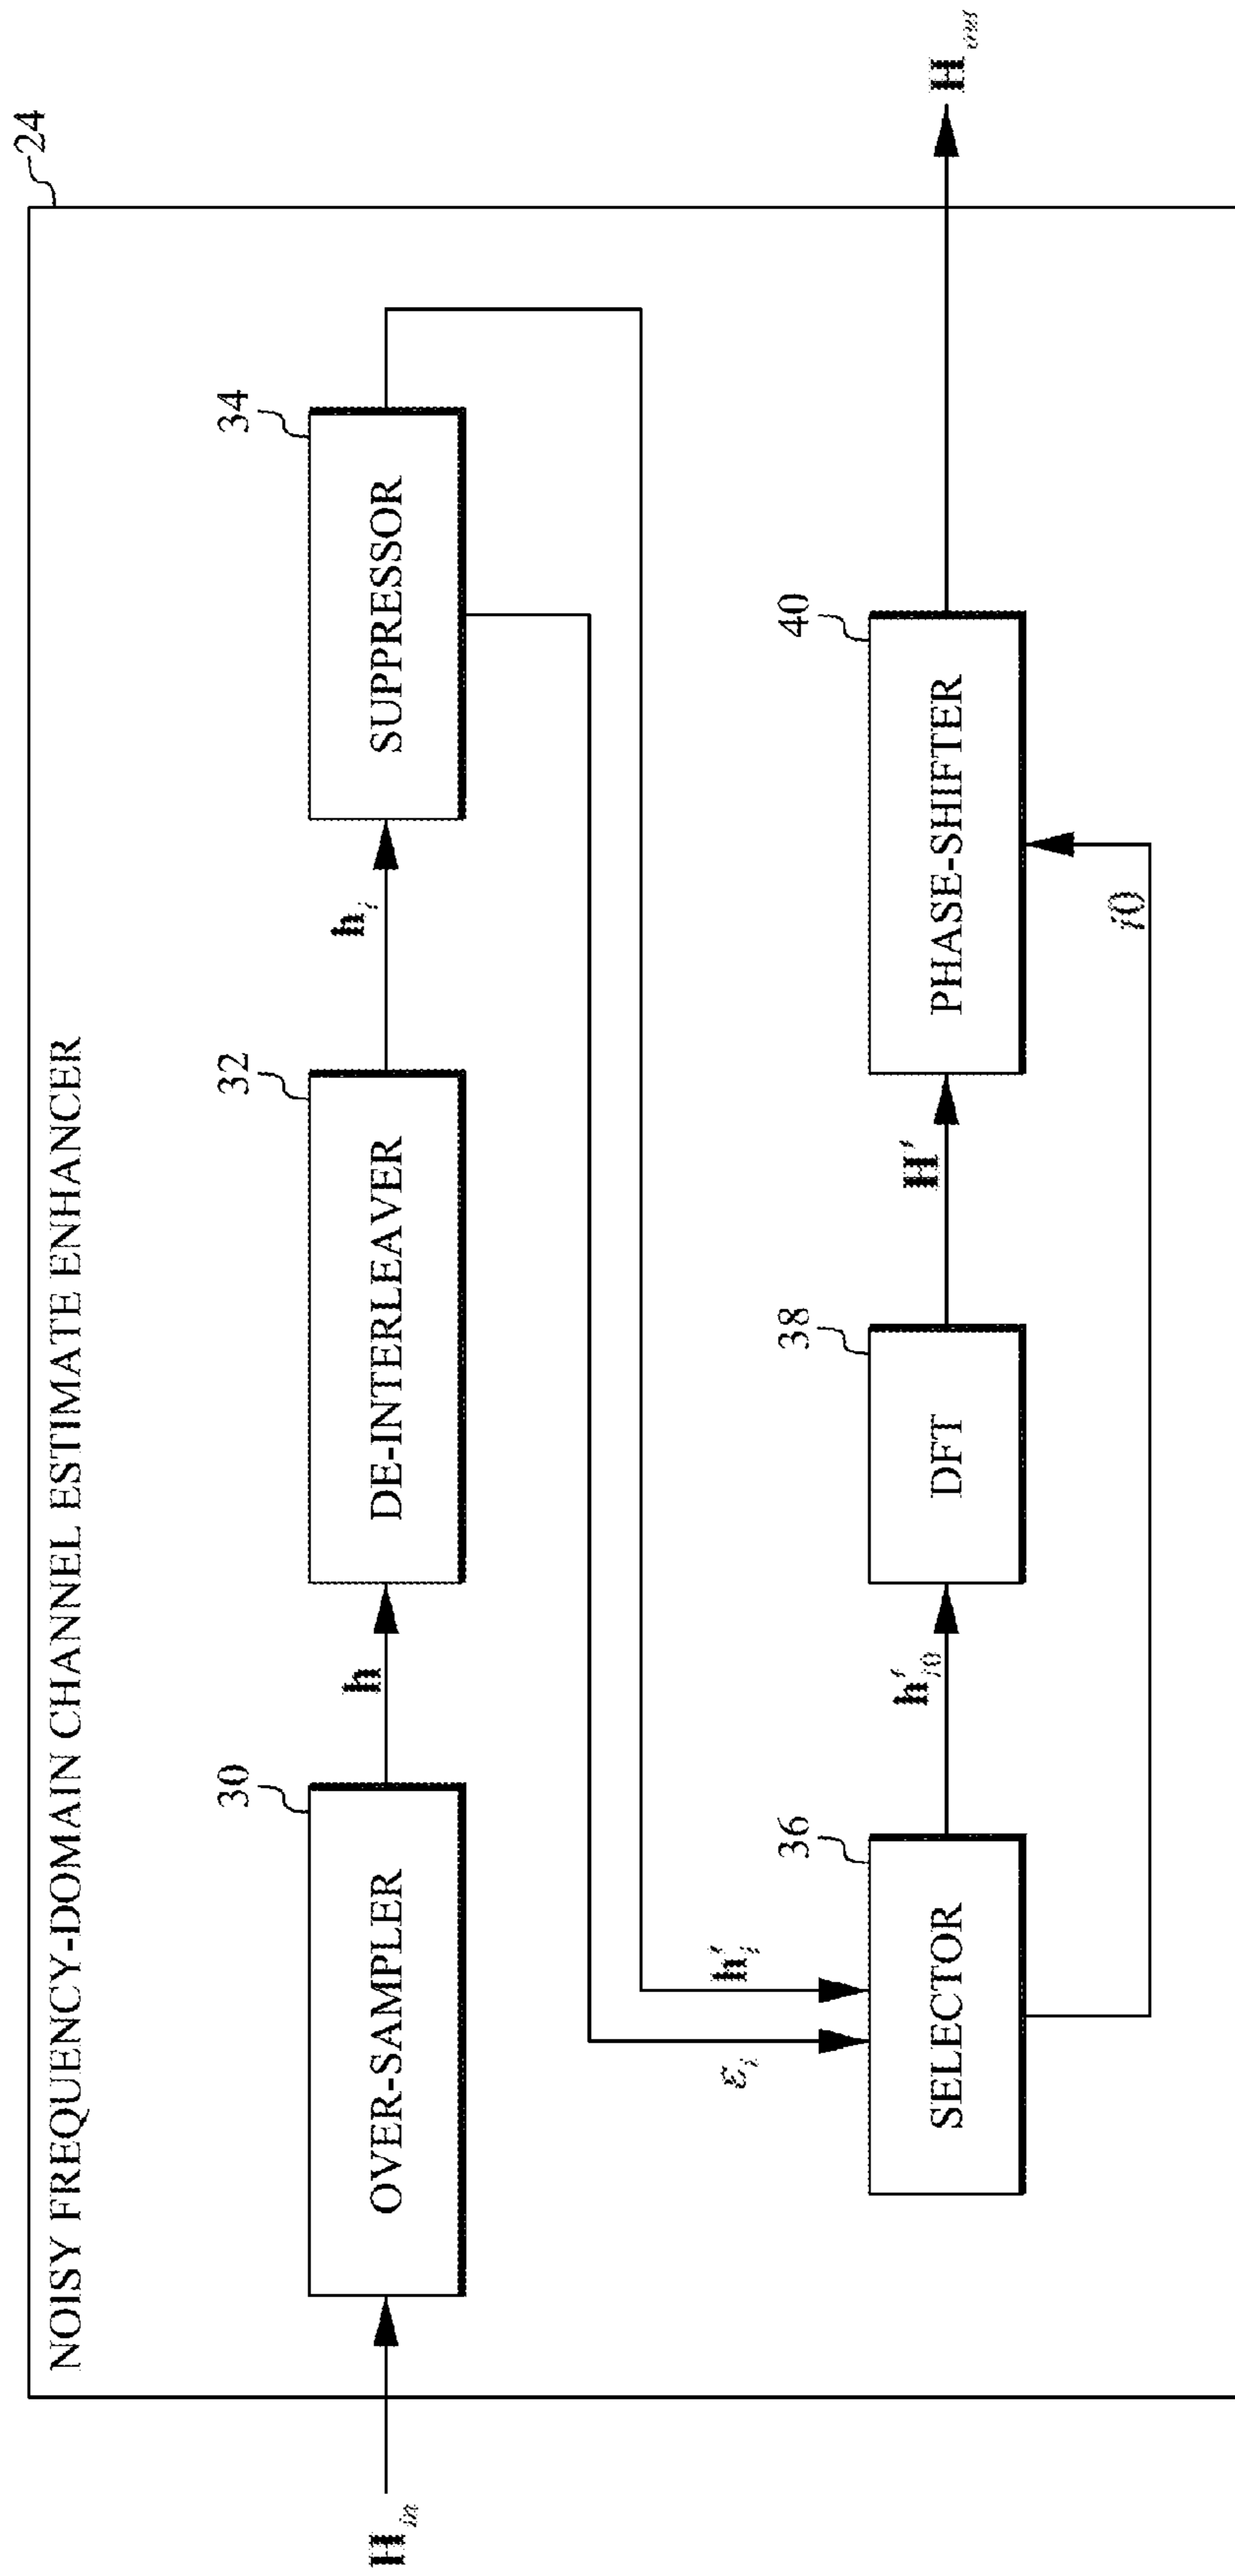 NOISY FREQUENCY-DOMAIN CHANNEL ESTIMATE ENHANCER
24
H_in
30
OVER-SAMPLER
h
32
DE-INTERLEAVER
h_i
34
SUPPRESSOR
ε_i
h'_i
36
SELECTOR
h'_i0
38
DFT
H'
40
PHASE-SHIFTER
i0
H_out